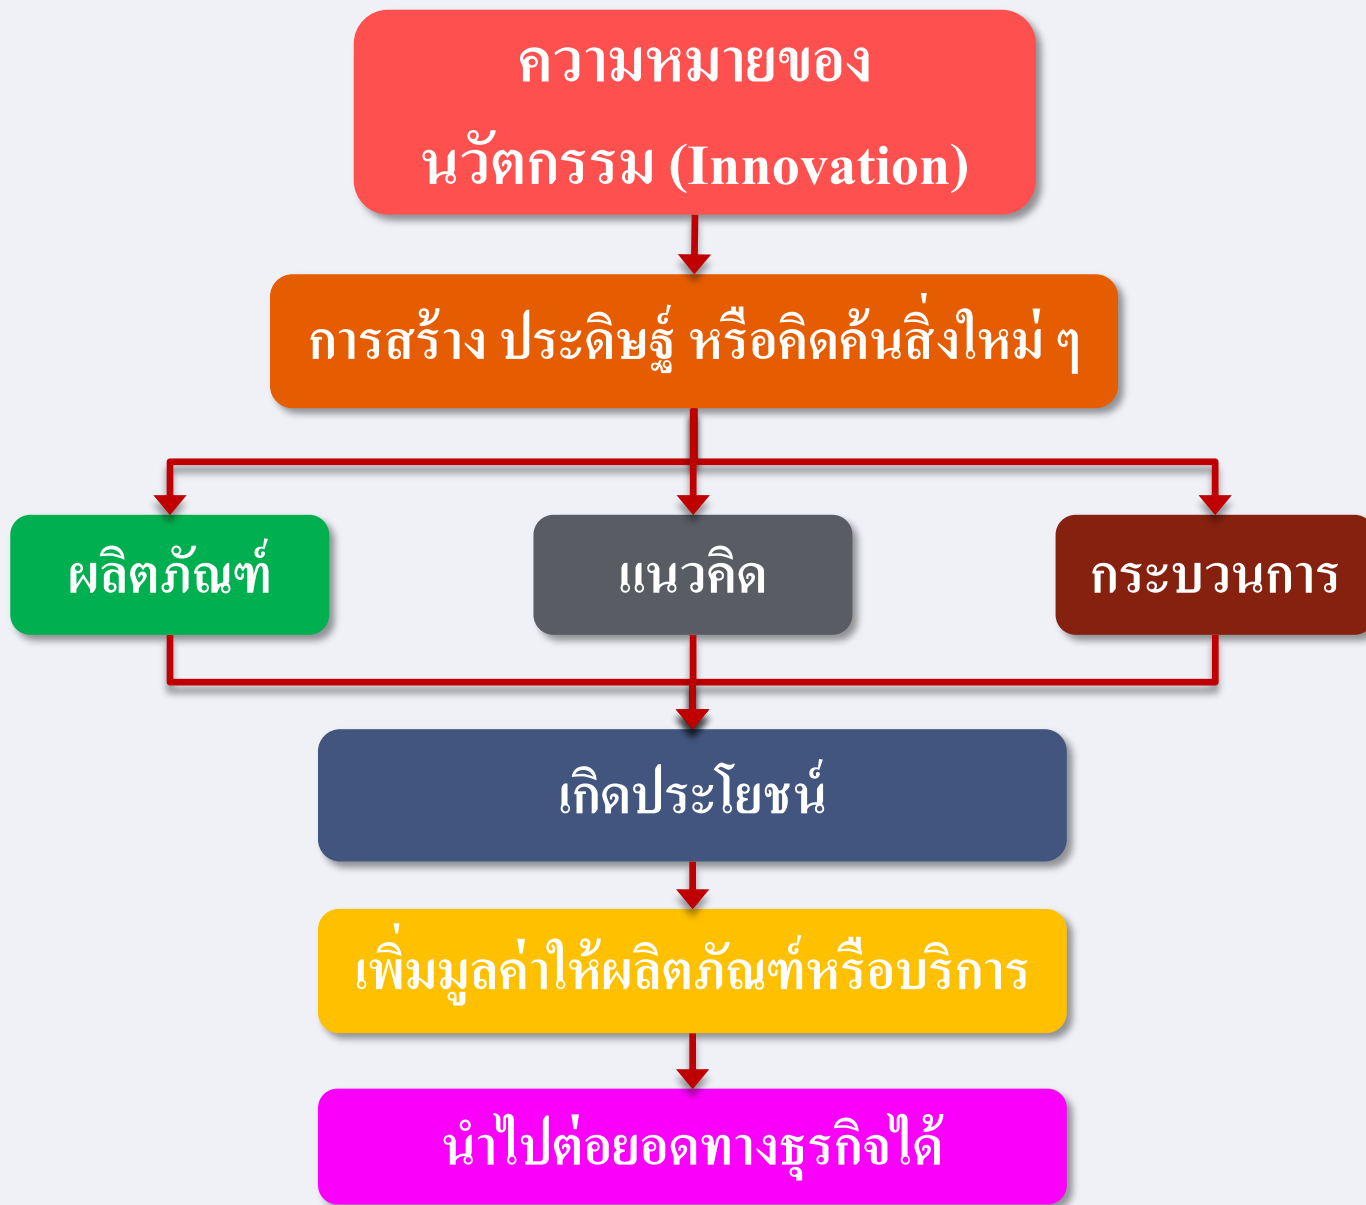 ความหมายของ
นวัตกรรม (Innovation)
การสร้าง ประดิษฐ์ หรือคิดค้นสิ่งใหม่ ๆ
ผลิตภัณฑ์
แนวคิด
กระบวนการ
เกิดประโยชน์
เพิ่มมูลค่าให้ผลิตภัณฑ์หรือบริการ
นำไปต่อยอดทางธุรกิจได้